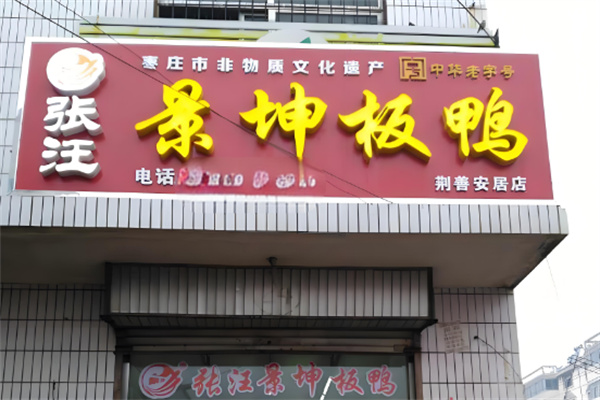 枣庄市非物质文化遗产 中华老字号
张汪
景坤板鸭
电话
荆善安居店
张汪景坤板鸭